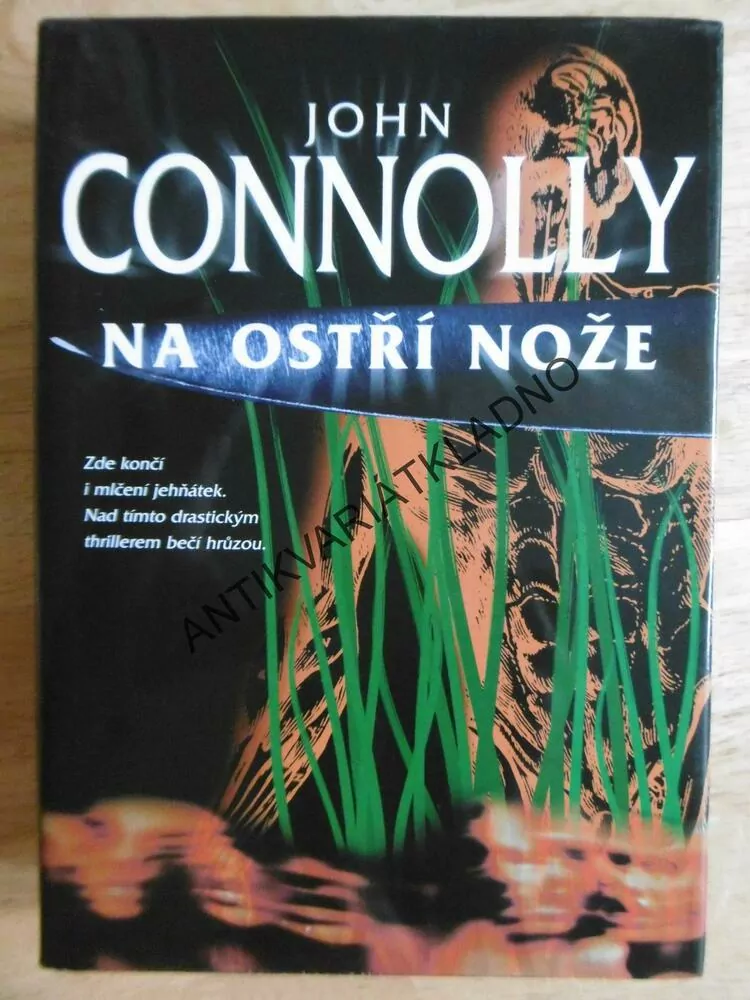 JOHN
CONNOLLY
NA OSTŘÍ NOŽE
Zde končí
i mlčení jehňátek.
Nad tímto drastickým
thrillerem bečí hrůzou.
ANTIKVARIÁTKLADNO